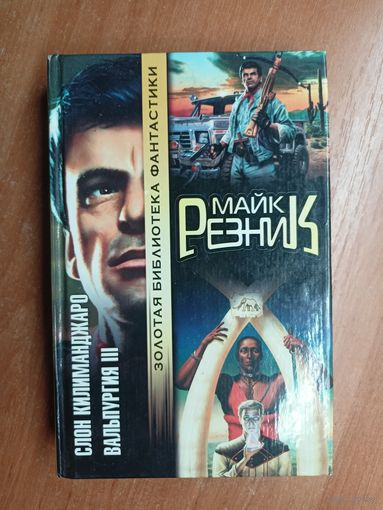 СЛОН КИЛИМАНДЖАРО
ВАЛЬПУРГИЯ III
ЗОЛОТАЯ БИБЛИОТЕКА ФАНТАСТИКИ
МАЙК
РЕЗНИК